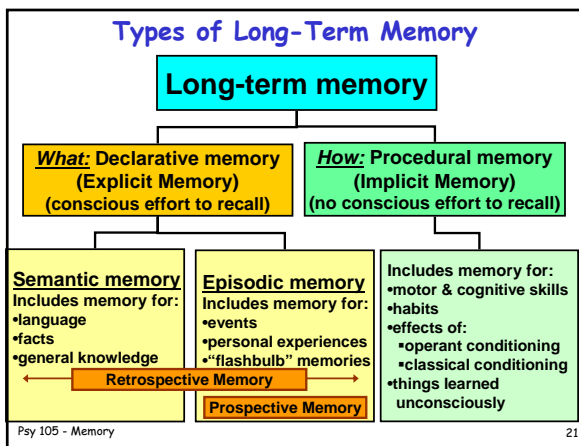 Types of Long-Term Memory
Long-term memory
What: Declarative memory
(Explicit Memory)
(conscious effort to recall)
How: Procedural memory
(Implicit Memory)
(no conscious effort to recall)
Semantic memory
Includes memory for:
•language
•facts
•general knowledge
Episodic memory
Includes memory for:
•events
•personal experiences
•“flashbulb” memories
Includes memory for:
•motor & cognitive skills
•habits
•effects of:
▪operant conditioning
▪classical conditioning
•things learned
unconsciously
Retrospective Memory
Prospective Memory
Psy 105 - Memory
21